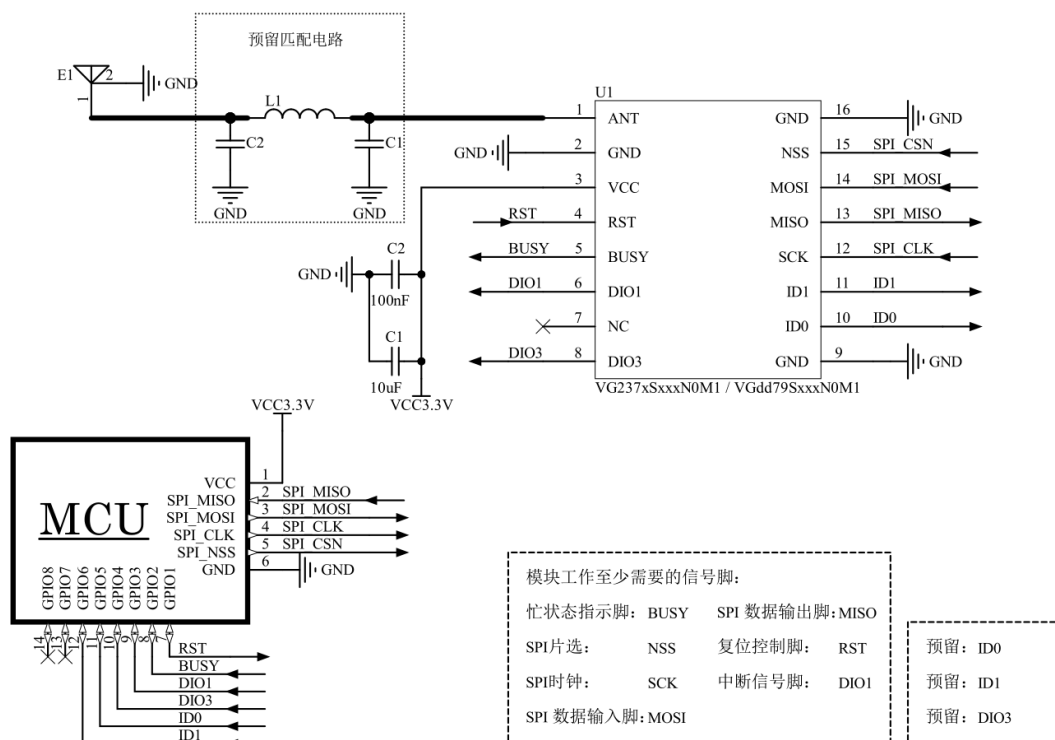 预留匹配电路
E1
2
1
GND
L1
C2
C1
GND
GND
U1
1 ANT
2 GND
GND
3 VCC
RST 4 RST
BUSY 5 BUSY
DIO1 6 DIO1
7 NC
DIO3 8 DIO3
GND 16 GND
NSS 15 SPI_CSN
MOSI 14 SPI_MOSI
MISO 13 SPI_MISO
SCK 12 SPI_CLK
ID1 11 ID1
ID0 10 ID0
GND 9 GND
VG237xSxxxN0M1 / VGdd79SxxxN0M1
C2
GND
100nF
C1
10uF
VCC3.3V
VCC3.3V
MCU
VCC 1
SPI_MISO 2 SPI_MISO
SPI_MOSI 3 SPI_MOSI
SPI_CLK 4 SPI_CLK
SPI_NSS 5 SPI_CSN
GND 6 GND
GPIO8 GPIO7 GPIO6 GPIO5 GPIO4 GPIO3 GPIO2 GPIO1
14 13 12 11 10 9 8 7
RST
BUSY
DIO1
DIO3
ID0
ID1
模块工作至少需要的信号脚：
忙状态指示脚：BUSY SPI 数据输出脚：MISO
SPI片选： NSS 复位控制脚： RST
SPI时钟： SCK 中断信号脚： DIO1
SPI 数据输入脚：MOSI
预留：ID0
预留：ID1
预留：DIO3